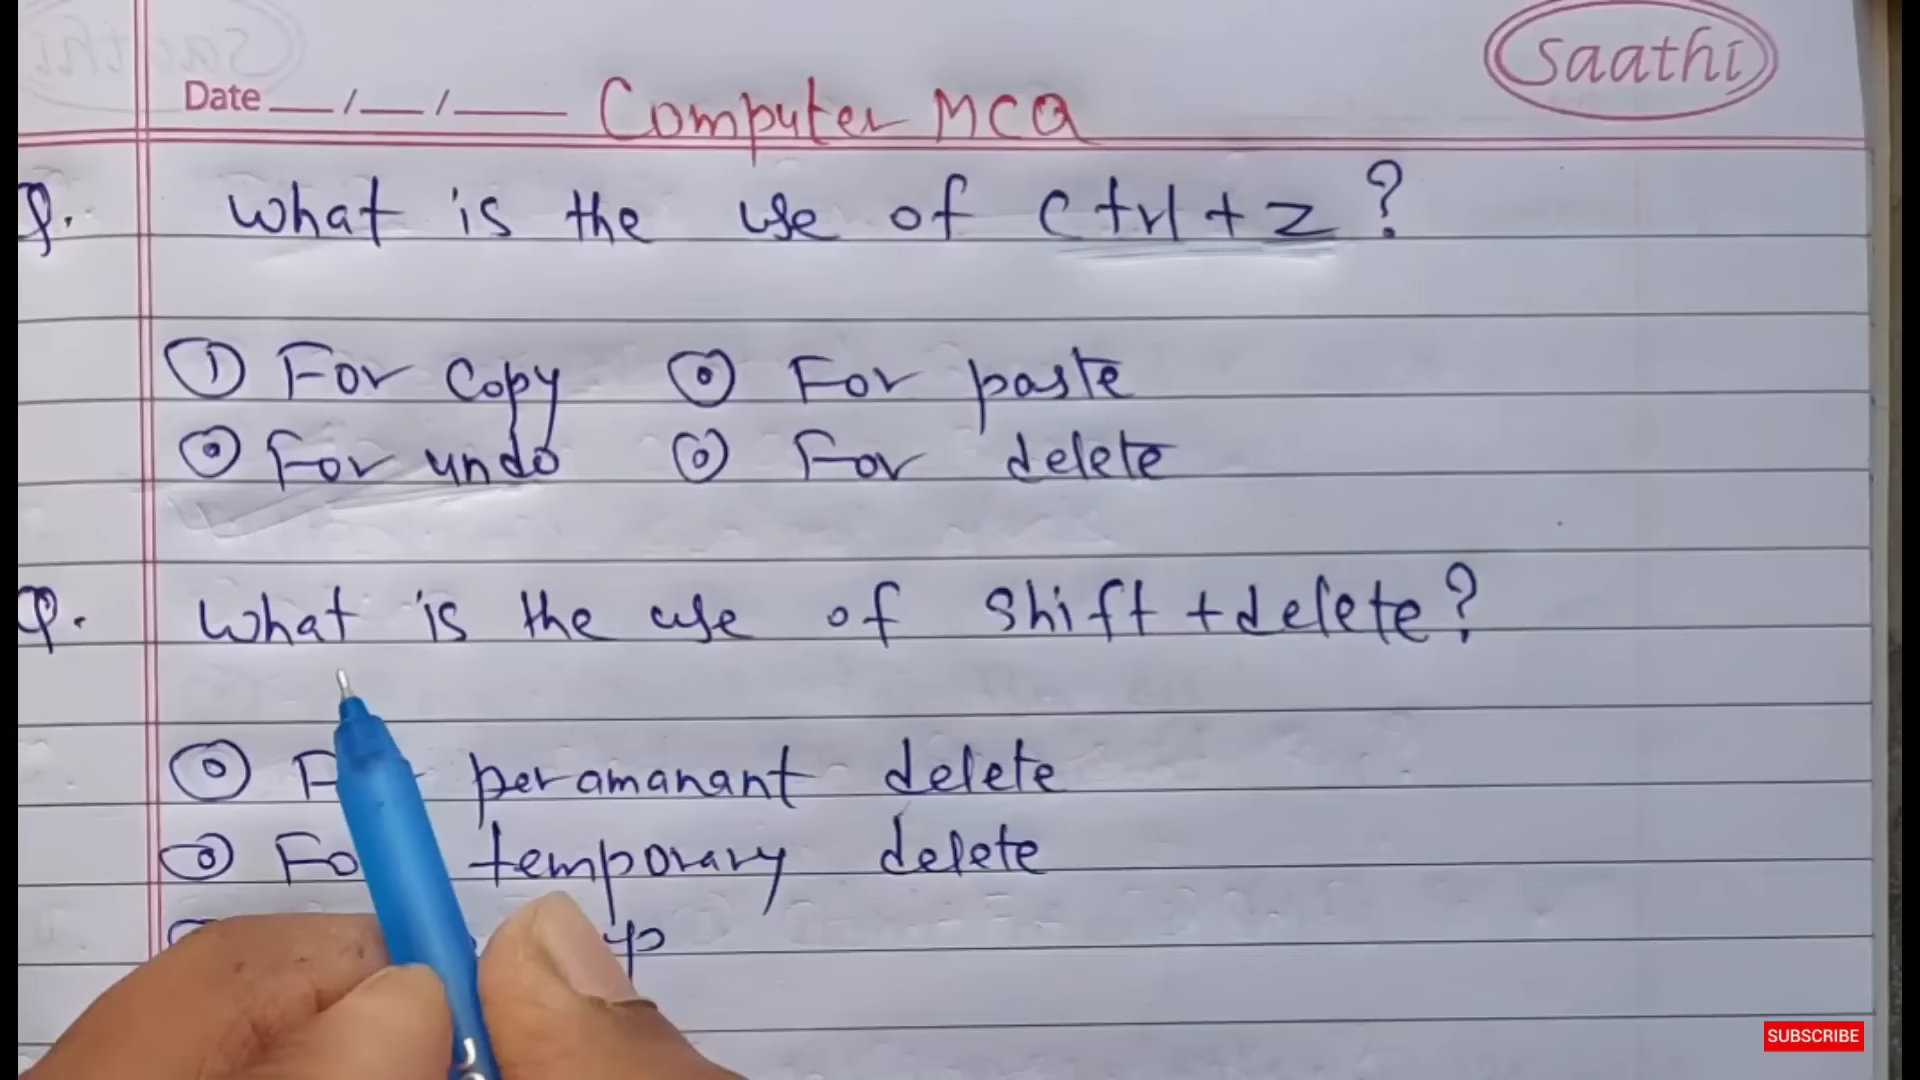 Saathi
Date __/__/____ Computer MCQ
Q. What is the use of Ctrl+z?
① For Copy ⊙ For paste
⊙ For undo ⊙ For delete
Q. What is the use of Shift+delete?
⊙ peramanant delete
⊙ temporary delete
SUBSCRIBE